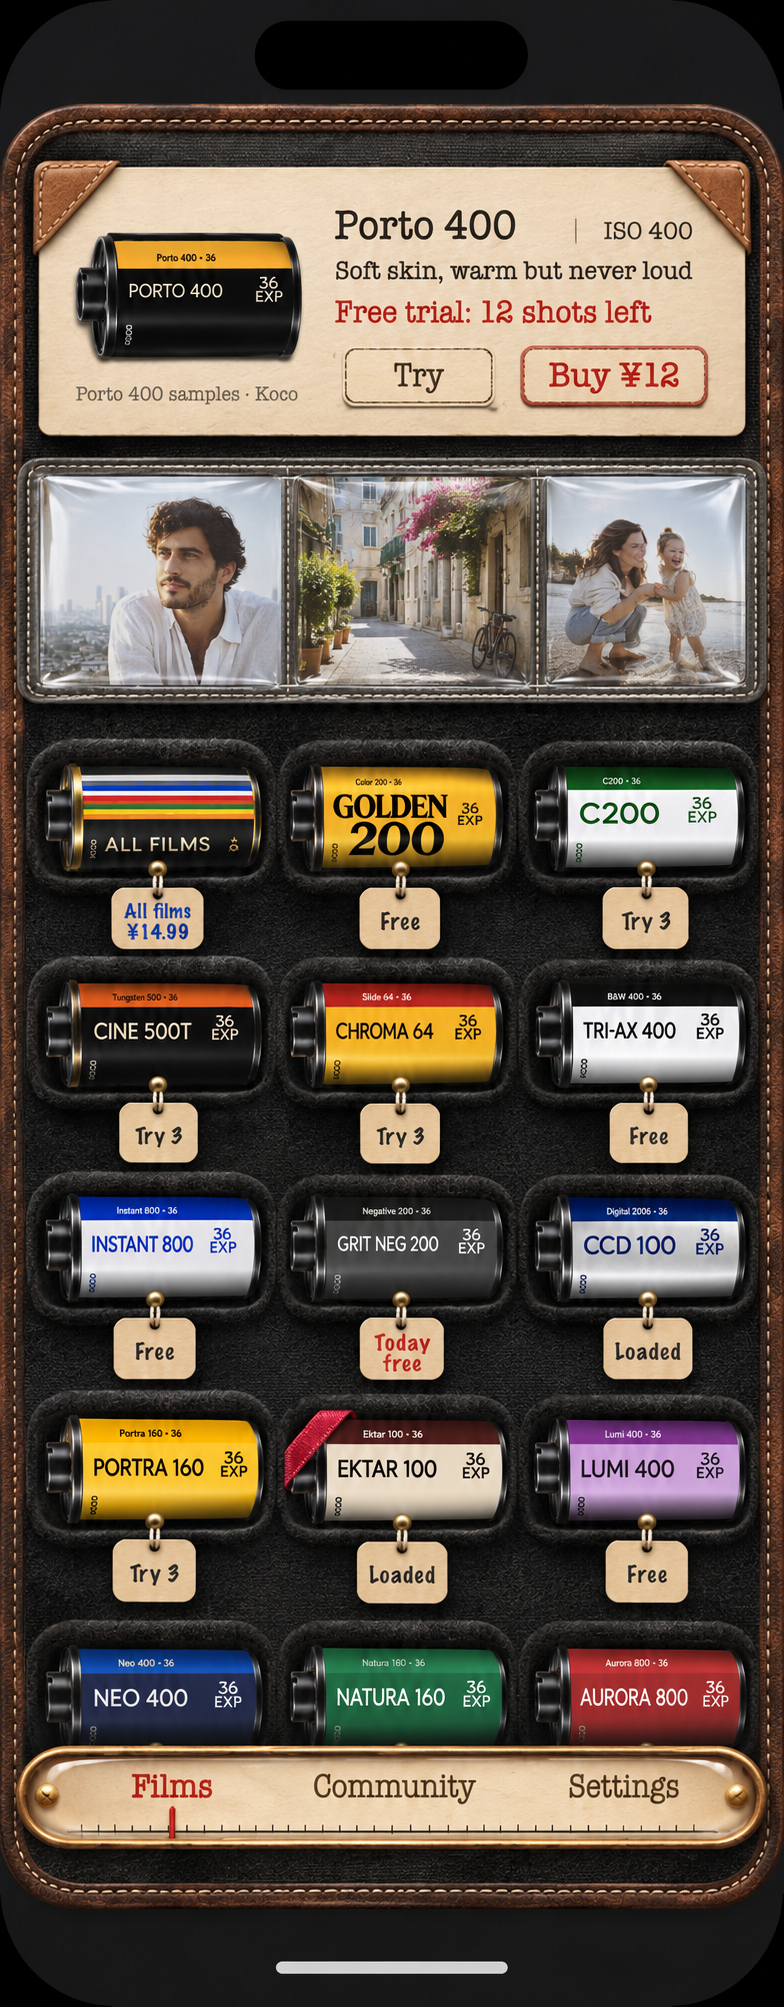 Porto 400 • 36
PORTO 400
36
EXP
Porto 400 samples · Koco
Porto 400
ISO 400
Soft skin, warm but never loud
Free trial: 12 shots left
Try
Buy ¥12
ALL FILMS
All films
¥14.99
Color 200 • 36
GOLDEN
200
36
EXP
Free
C200 • 36
C200
36
EXP
Try 3
Tungsten 500 • 36
CINE 500T
36
EXP
Try 3
Slide 64 • 36
CHROMA 64
36
EXP
Try 3
B&W 400 • 36
TRI-AX 400
36
EXP
Free
Instant 800 • 36
INSTANT 800
36
EXP
Free
Negative 200 • 36
GRIT NEG 200
36
EXP
Today
free
Digital 2006 • 36
CCD 100
36
EXP
Loaded
Portra 160 • 36
PORTRA 160
36
EXP
Try 3
Ektar 100 • 36
EKTAR 100
36
EXP
Loaded
Lumi 400 • 36
LUMI 400
36
EXP
Free
Neo 400 • 36
NEO 400
36
EXP
Natura 160 • 36
NATURA 160
36
EXP
Aurora 800 • 36
AURORA 800
36
EXP
Films
Community
Settings